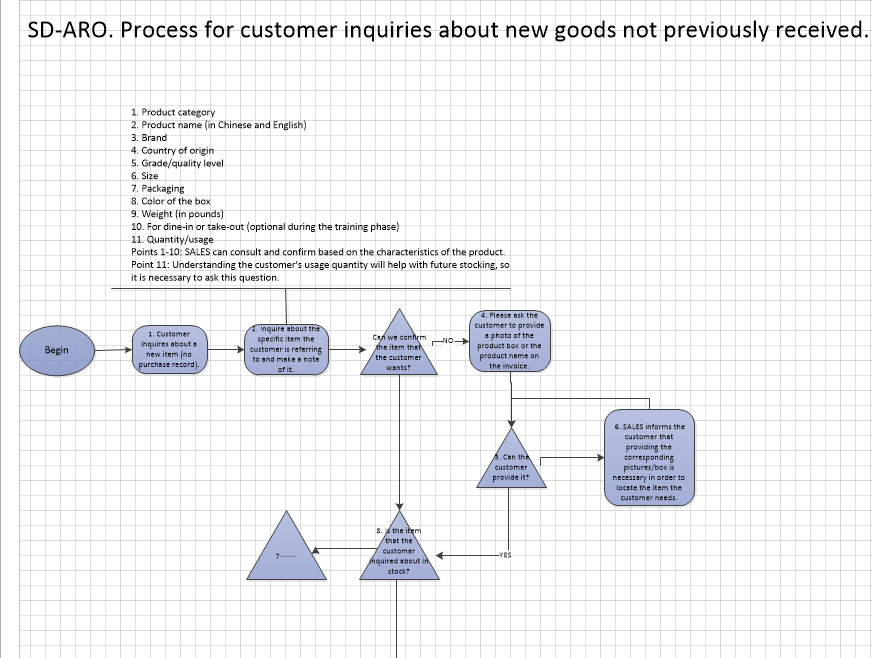 SD-ARO. Process for customer inquiries about new goods not previously received.
1. Product category
2. Product name (in Chinese and English)
3. Brand
4. Country of origin
5. Grade/quality level
6. Size
7. Packaging
8. Color of the box
9. Weight (in pounds)
10. For dine-in or take-out (optional during the training phase)
11. Quantity/usage
Points 1-10: SALES can consult and confirm based on the characteristics of the product.
Point 11: Understanding the customer's usage quantity will help with future stocking, so
it is necessary to ask this question.
Begin
1. Customer
inquires about a
new item (no
purchase record).
2. Inquire about the
specific item the
customer is referring
to and make a note
of it.
Can we confirm
the item that
the customer
wants?
NO
4. Please ask the
customer to provide
a photo of the
product box or the
product name on
the invoice.
5. Can the
customer
provide it?
6. SALES informs the
customer that
providing the
corresponding
pictures/box is
necessary in order to
locate the item the
customer needs.
YES
8. Is the item
that the
customer
inquired about in
stock?
7......